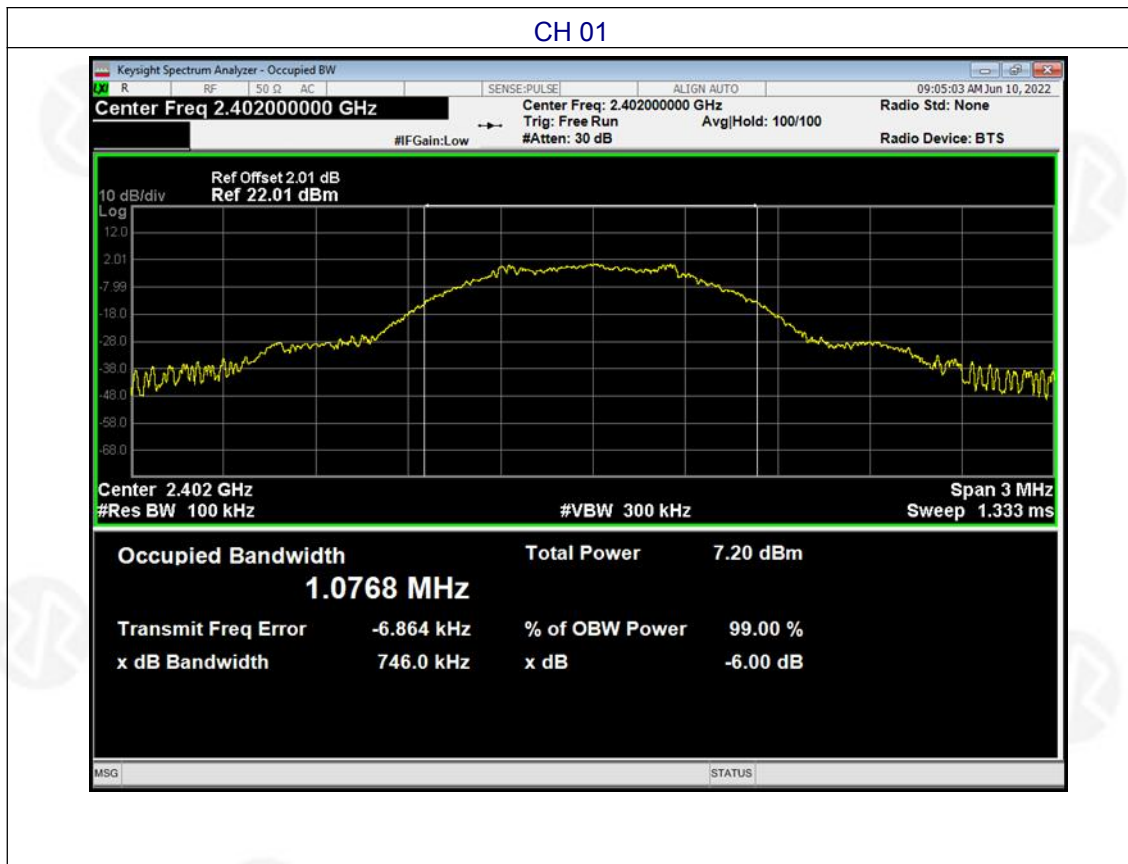 CH 01
Keysight Spectrum Analyzer - Occupied BW
LXI R RF 50 Ω AC SENSE:PULSE ALIGN AUTO 09:05:03 AM Jun 10, 2022
Center Freq 2.402000000 GHz Center Freq: 2.402000000 GHz Radio Std: None
Trig: Free Run Avg|Hold: 100/100
#IFGain:Low #Atten: 30 dB Radio Device: BTS
Ref Offset 2.01 dB
10 dB/div Ref 22.01 dBm
Log
12.0
2.01
-7.99
-18.0
-28.0
-38.0
-48.0
-58.0
-68.0
Center 2.402 GHz Span 3 MHz
#Res BW 100 kHz #VBW 300 kHz Sweep 1.333 ms
Occupied Bandwidth Total Power 7.20 dBm
1.0768 MHz
Transmit Freq Error -6.864 kHz % of OBW Power 99.00 %
x dB Bandwidth 746.0 kHz x dB -6.00 dB
MSG STATUS